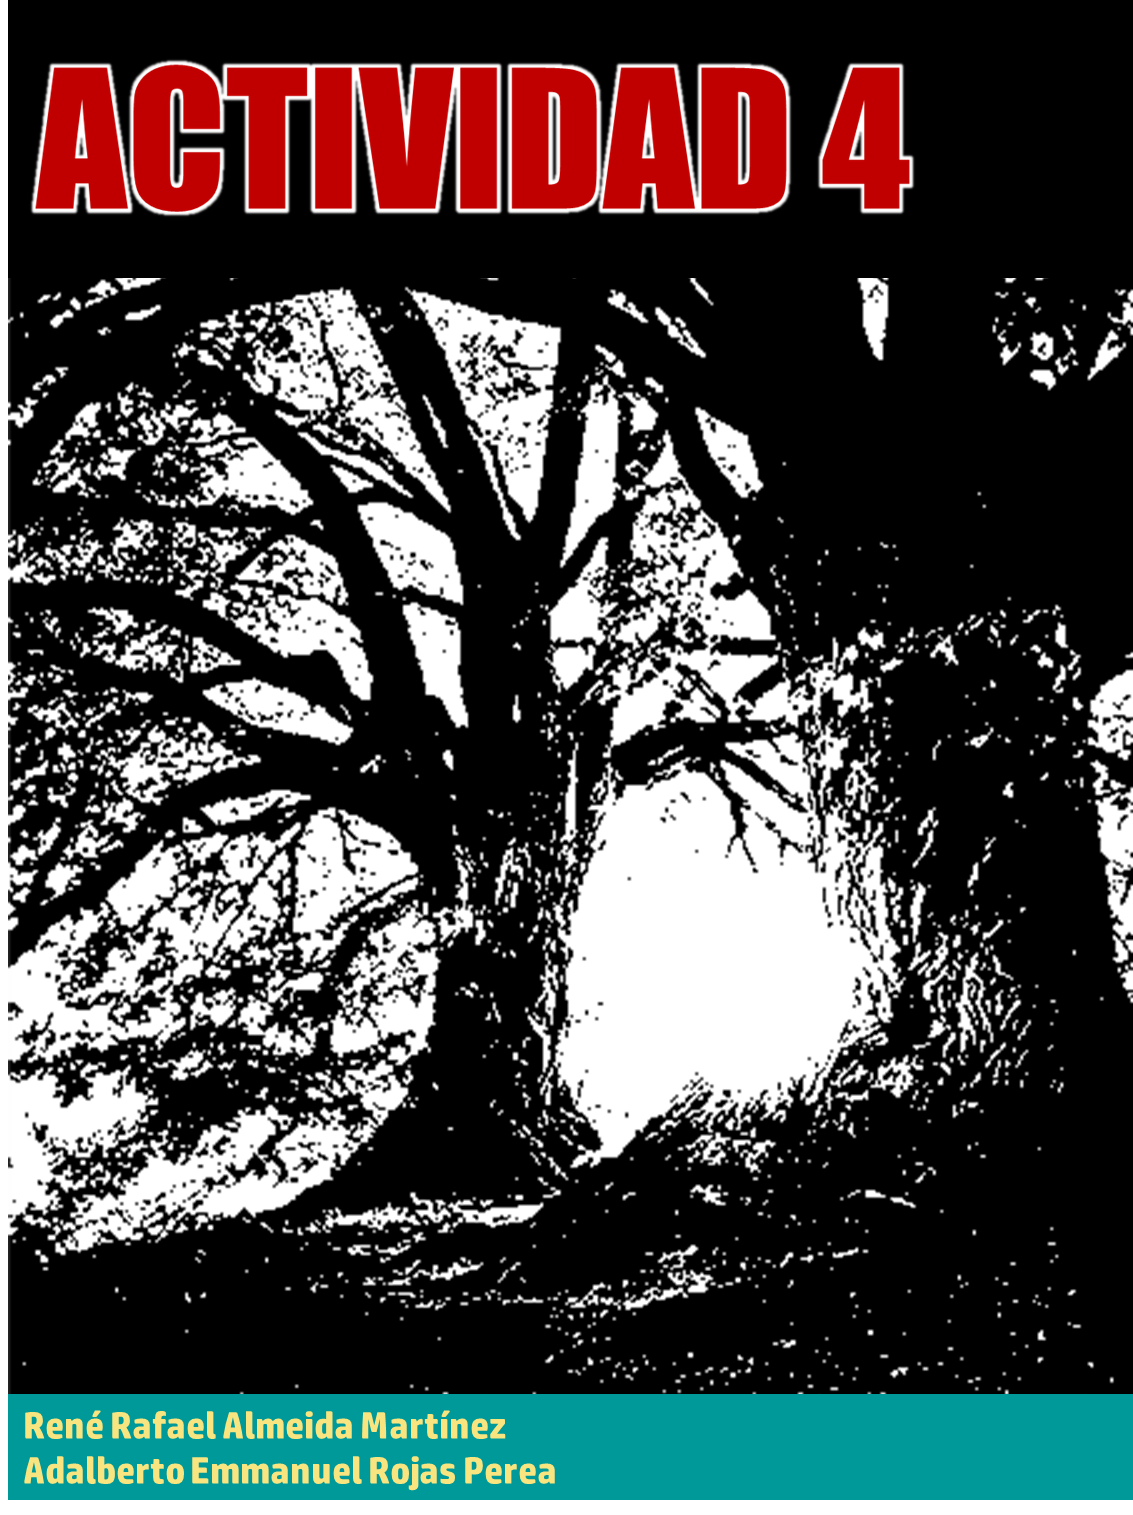 ACTIVIDAD 4
René Rafael Almeida Martínez
Adalberto Emmanuel Rojas Perea